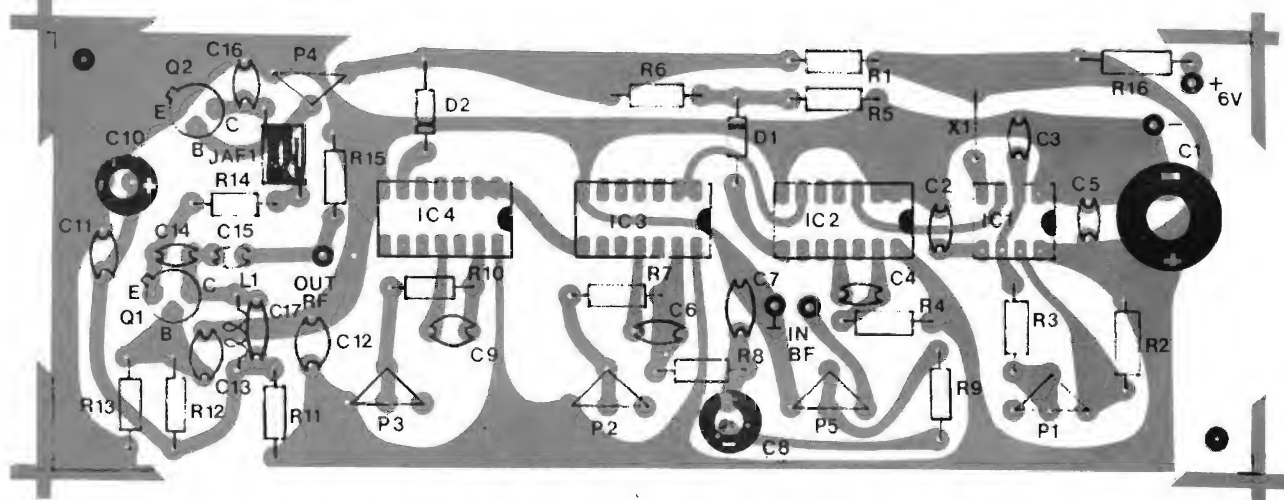 C16
P4
Q2
R6
R1
R16
+
6V
E
C
D2
R5
B
C10
JAF1
R15
D1
X1
C3
-
C1
+
R14
IC4
IC3
IC2
C2
IC1
C5
C11
C14
C15
-
+
OUT
RF
R10
R7
C7
C4
E
C
L1
Q1
C17
C6
IN
BF
R4
R3
R2
B
C12
C9
R8
C13
R9
R13
R12
R11
P3
P2
P5
P1
-
C8